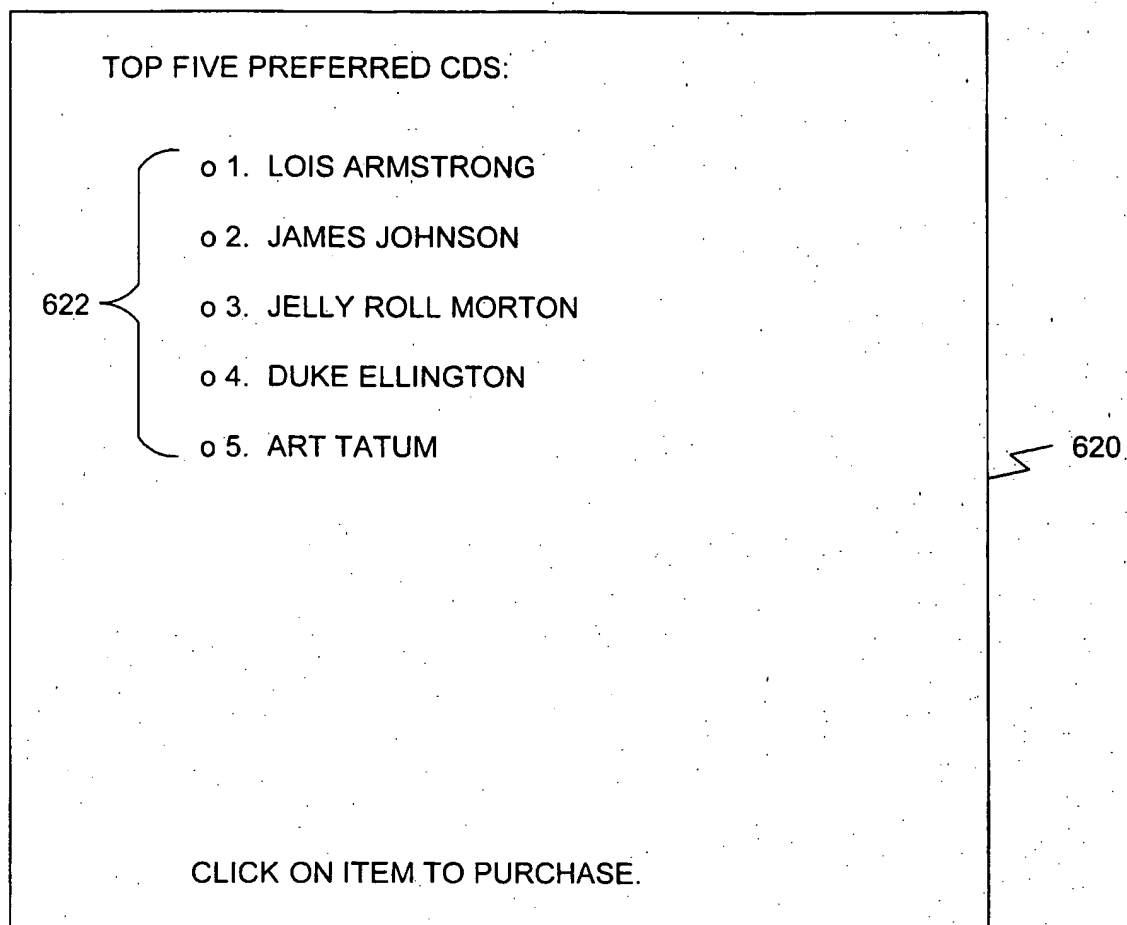 TOP FIVE PREFERRED CDS:
o 1. LOIS ARMSTRONG
o 2. JAMES JOHNSON
622
o 3. JELLY ROLL MORTON
o 4. DUKE ELLINGTON
o 5. ART TATUM
620
CLICK ON ITEM TO PURCHASE.